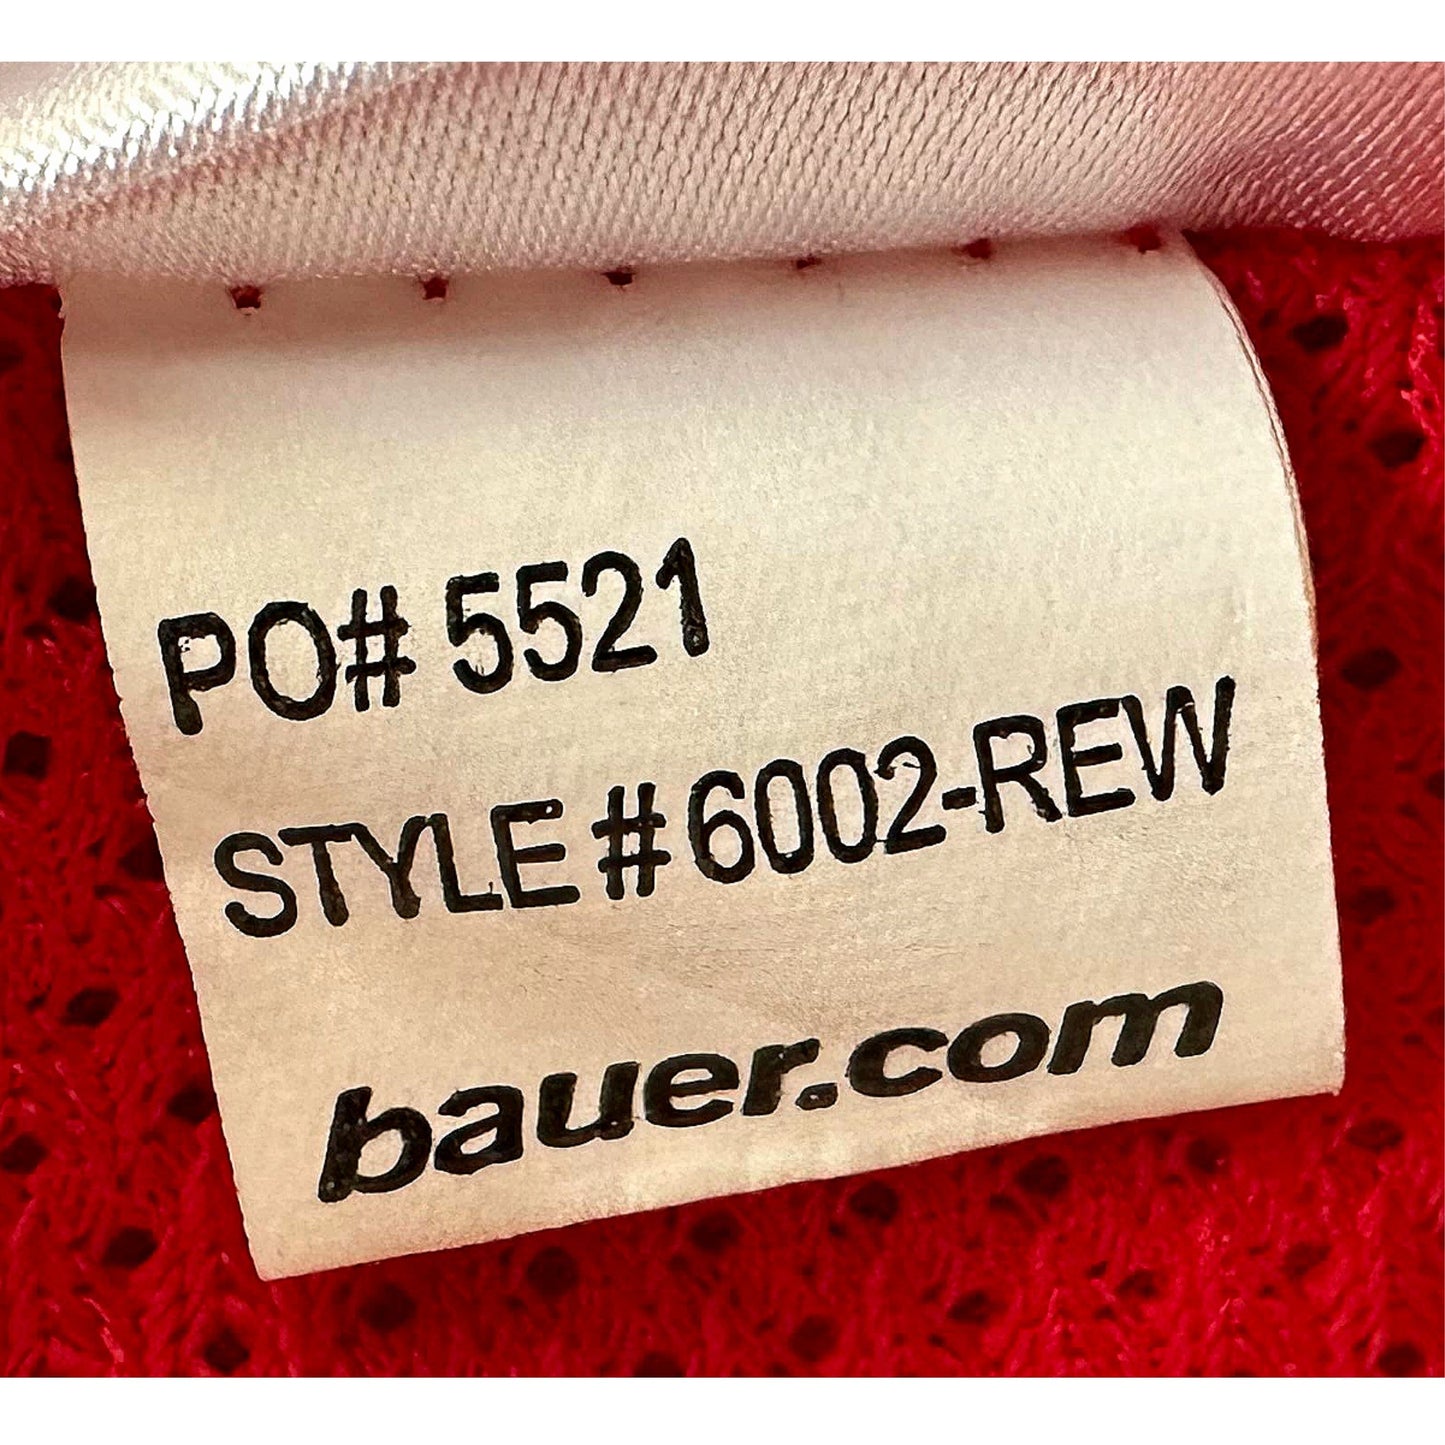 PO# 5521
STYLE # 6002-REW
bauer.com